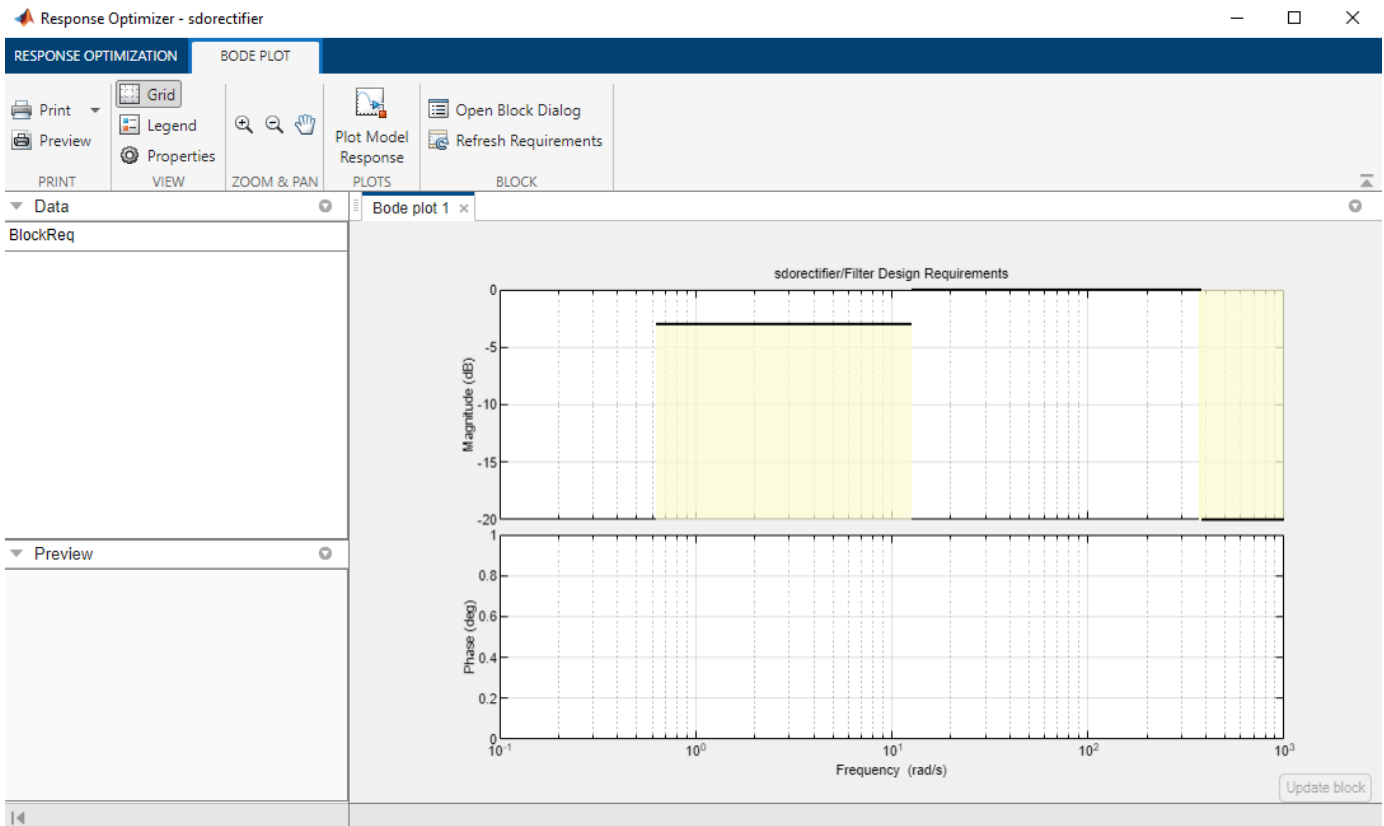 Response Optimizer - sdorectifier
RESPONSE OPTIMIZATION BODE PLOT
Print
Preview
PRINT
Grid
Legend
Properties
VIEW
ZOOM & PAN
Plot Model
Response
PLOTS
Open Block Dialog
Refresh Requirements
BLOCK
Data
BlockReq
Preview
Bode plot 1 ×
sdorectifier/Filter Design Requirements
Magnitude (dB)
0
-5
-10
-15
-20
Phase (deg)
1
0.8
0.6
0.4
0.2
0
10⁻¹ 10⁰ 10¹ 10² 10³
Frequency (rad/s)
Update block